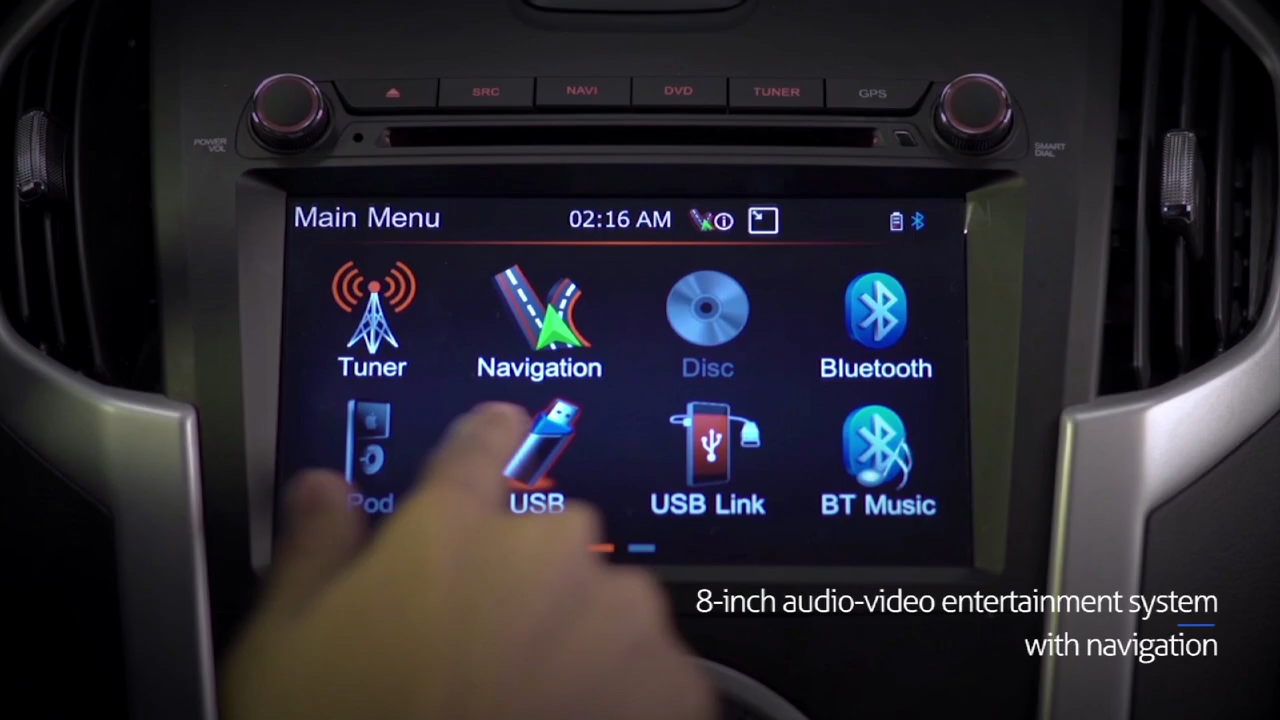 SRC NAVI DVD TUNER GPS
POWER
VOL
SMART
DIAL
Main Menu 02:16 AM
Tuner Navigation Disc Bluetooth
Pod USB USB Link BT Music
8-inch audio-video entertainment system
with navigation